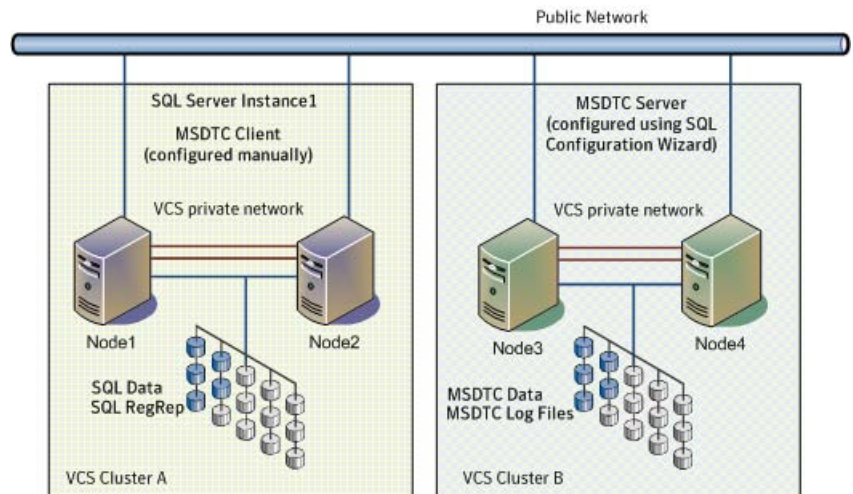 Public Network
SQL Server Instance1
MSDTC Client
(configured manually)
VCS private network
Node1
Node2
SQL Data
SQL RegRep
VCS Cluster A
MSDTC Server
(configured using SQL
Configuration Wizard)
VCS private network
Node3
Node4
MSDTC Data
MSDTC Log Files
VCS Cluster B